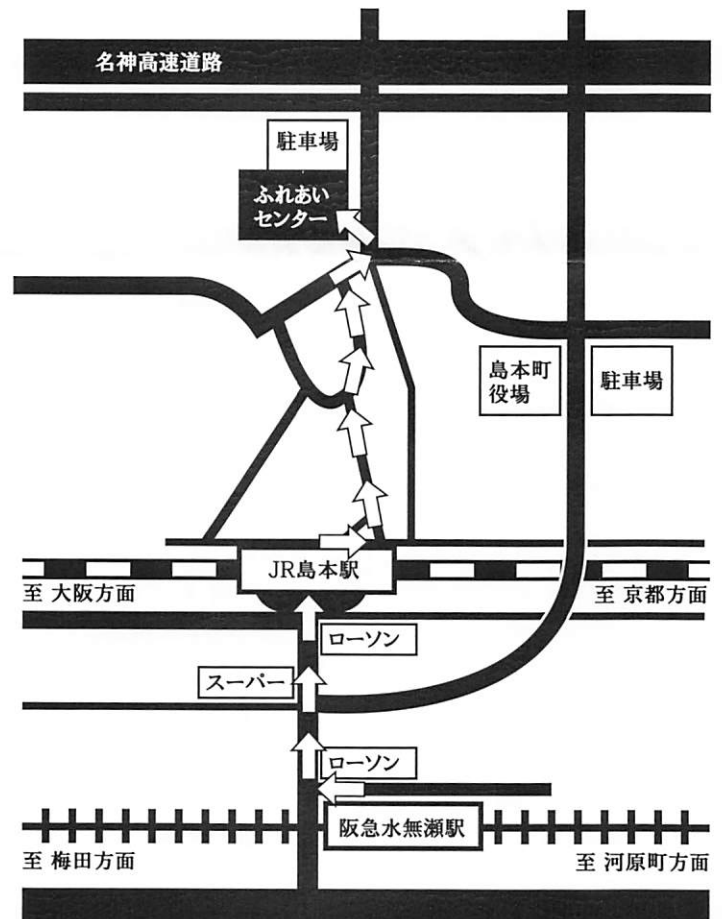 名神高速道路
駐車場
ふれあい
センター
島本町
役場
駐車場
JR島本駅
至 大阪方面
至 京都方面
ローソン
スーパー
ローソン
阪急水無瀬駅
至 梅田方面
至 河原町方面